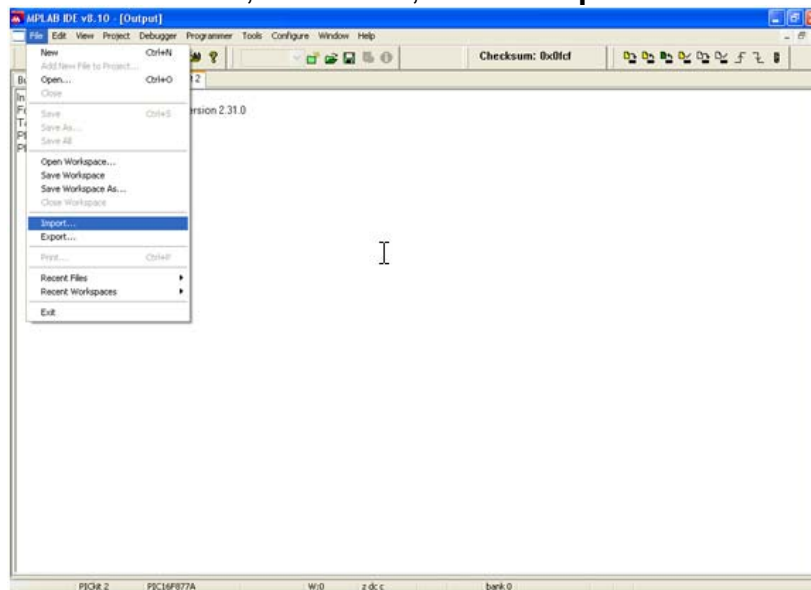 MPLAB IDE v8.10 - [Output]
File Edit View Project Debugger Programmer Tools Configure Window Help
Checksum: 0x0fcf
New Ctrl+N
Add New File to Project...
Open... Ctrl+O
Close
Save Ctrl+S
Save As...
Save All
Open Workspace...
Save Workspace
Save Workspace As...
Close Workspace
Import...
Export...
Print... Ctrl+P
Recent Files
Recent Workspaces
Exit
2
ersion 2.31.0
PICkit 2 PIC16F877A W:0 z dc c bank 0